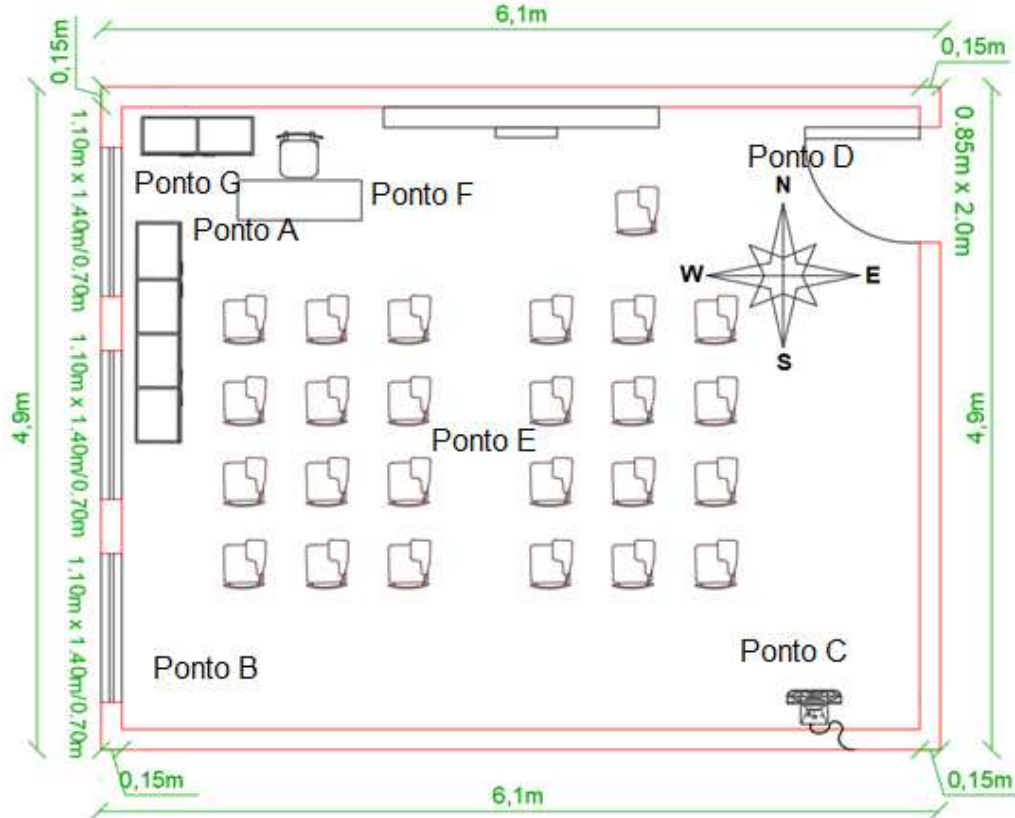 6,1m
0,15m
0,15m
1.10m x 1.40m/0.70m
0.85m x 2.0m
Ponto D
N
Ponto G
Ponto F
Ponto A
W
E
S
4,9m
4,9m
1.10m x 1.40m/0.70m
Ponto E
1.10m x 1.40m/0.70m
Ponto C
Ponto B
0,15m
0,15m
6,1m